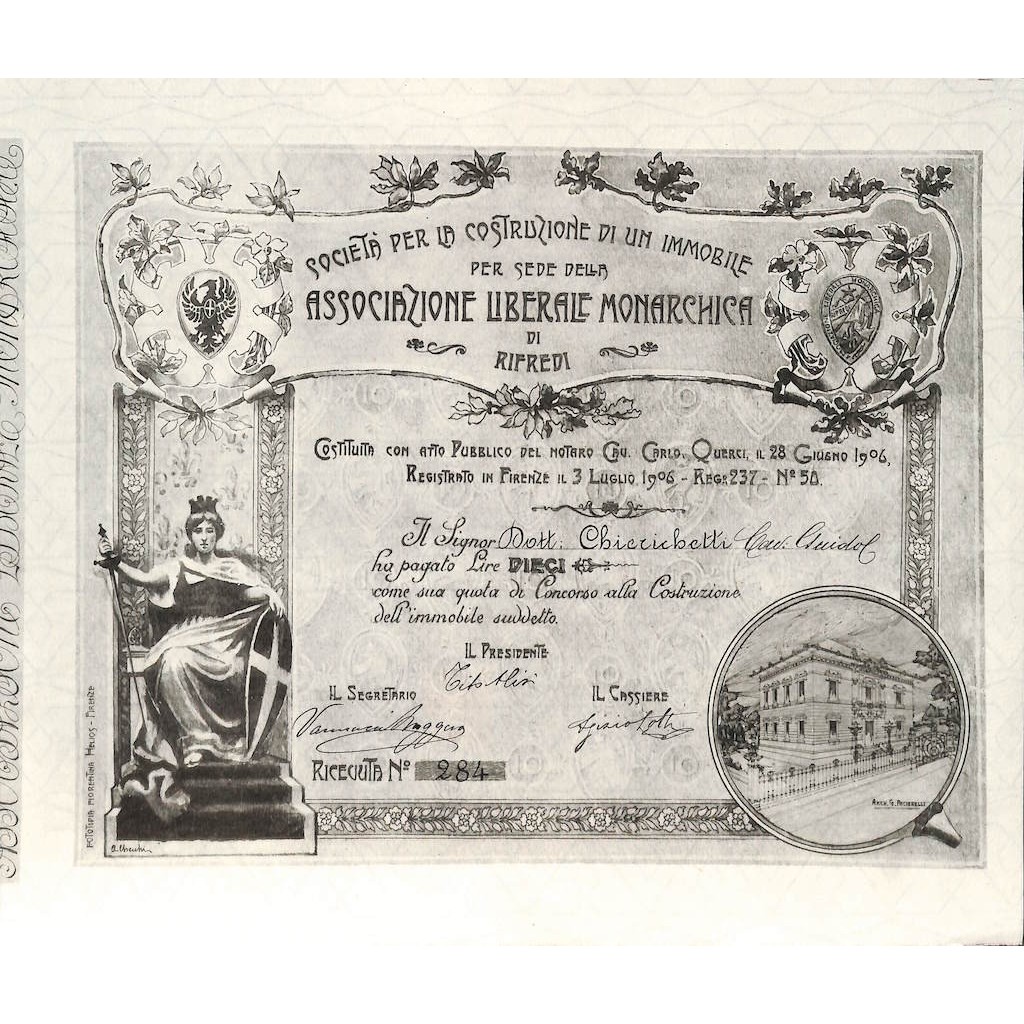 SOCIETÀ PER LA COSTRUZIONE DI UN IMMOBILE
PER SEDE DELLA
ASSOCIAZIONE LIBERALE MONARCHICA
DI
RIFREDI
COSTITUITA CON ATTO PUBBLICO DEL NOTARO CAV. CARLO, QUERCI, IL 28 GIUGNO 1906,
REGISTRATO IN FIRENZE IL 3 LUGLIO 1906 - REG.º 237 - Nº 50.
Il Signor Dott. Chierichetti Cav. Guido
ha pagato Lire DIECI
come sua quota di Concorso alla Costruzione
dell'immobile suddetto.
IL PRESIDENTE
IL SEGRETARIO
IL CASSIERE
RICEVUTA Nº 284
ARCH. G. PACIARELLI
FOTOTIPIA FIORENTINA HELIOS - FIRENZE